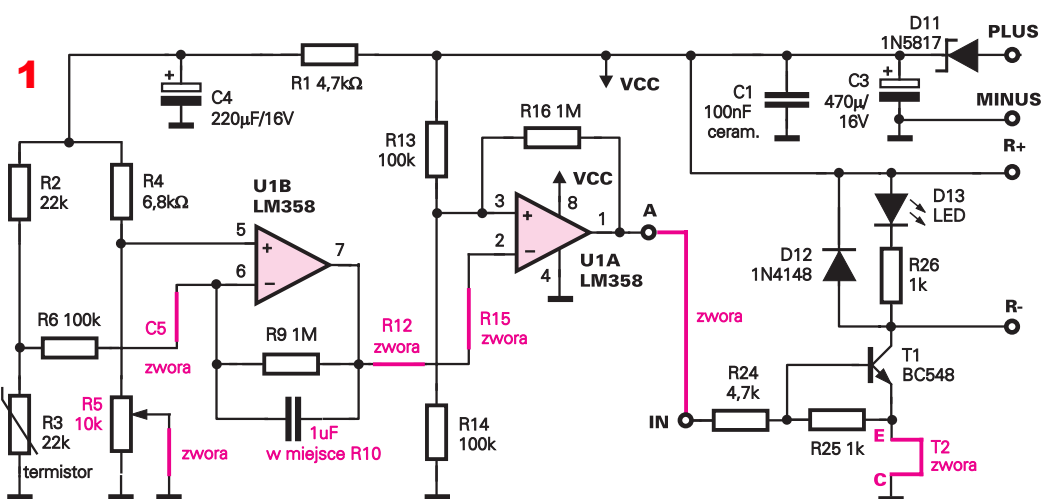 1
D11
1N5817
PLUS
+
C4
220µF/16V
R1 4,7kΩ
VCC
C1
100nF
ceram.
+
C3
470µ/
16V
MINUS
R+
R2
22k
R4
6,8kΩ
R13
100k
R16 1M
U1B
LM358
5
+
6
−
7
VCC
3
+
8
2
−
1
4
A
U1A
LM358
D13
LED
D12
1N4148
R26
1k
R-
R6 100k
C5
zwora
R9 1M
R12
zwora
R15
zwora
zwora
T1
BC548
R24
4,7k
R3
22k
termistor
R5
10k
zwora
1uF
w miejsce R10
R14
100k
IN
R25 1k
E
C
T2
zwora